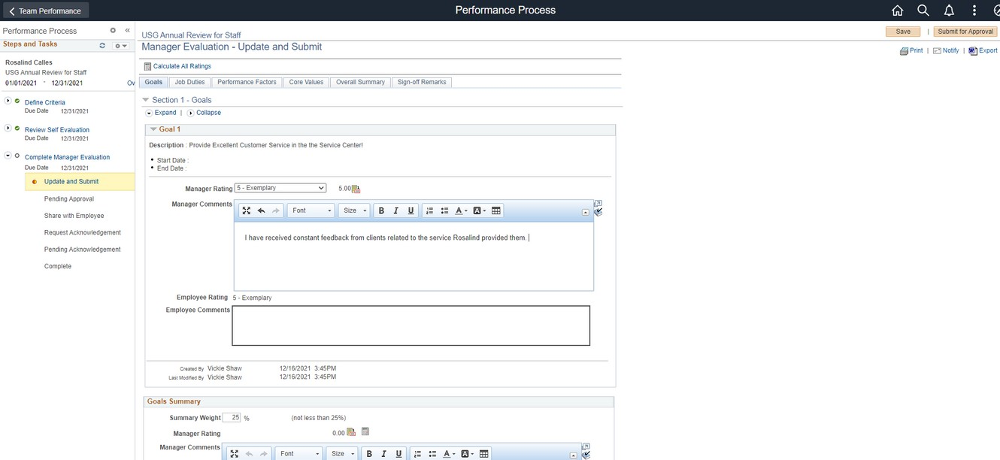 Team Performance
Performance Process
Performance Process
«
Steps and Tasks
Rosalind Calles
USG Annual Review for Staff
01/01/2021 - 12/31/2021 Ov
Define Criteria
Due Date 12/31/2021
Review Self Evaluation
Due Date 12/31/2021
Complete Manager Evaluation
Due Date 12/31/2021
Update and Submit
Pending Approval
Share with Employee
Request Acknowledgement
Pending Acknowledgement
Complete
USG Annual Review for Staff
Save | Submit for Approval
Manager Evaluation - Update and Submit
Print | Notify | Export
Calculate All Ratings
Goals Job Duties Performance Factors Core Values Overall Summary Sign-off Remarks
Section 1 - Goals
Expand | Collapse
Goal 1
Description : Provide Excellent Customer Service in the the Service Center!
• Start Date :
• End Date :
Manager Rating 5 - Exemplary 5.00
Manager Comments
Font Size B I U A A
I have received constant feedback from clients related to the service Rosalind provided them.
Employee Rating 5 - Exemplary
Employee Comments
Created By Vickie Shaw 12/16/2021 3:45PM
Last Modified By Vickie Shaw 12/16/2021 3:45PM
Goals Summary
Summary Weight 25 % (not less than 25%)
Manager Rating 0.00
Manager Comments
Font Size B I U A A